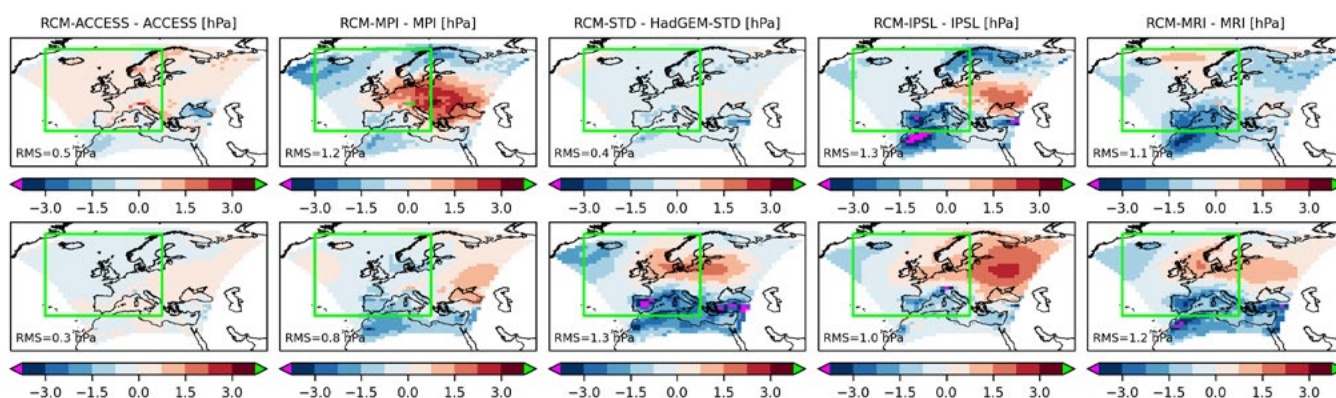 RCM-ACCESS - ACCESS [hPa] RCM-MPI - MPI [hPa] RCM-STD - HadGEM-STD [hPa] RCM-IPSL - IPSL [hPa] RCM-MRI - MRI [hPa]
RMS=0.5 hPa RMS=1.2 hPa RMS=0.4 hPa RMS=1.3 hPa RMS=1.1 hPa
−3.0 −1.5 0.0 1.5 3.0 −3.0 −1.5 0.0 1.5 3.0 −3.0 −1.5 0.0 1.5 3.0 −3.0 −1.5 0.0 1.5 3.0 −3.0 −1.5 0.0 1.5 3.0
RMS=0.3 hPa RMS=0.8 hPa RMS=1.3 hPa RMS=1.0 hPa RMS=1.2 hPa
−3.0 −1.5 0.0 1.5 3.0 −3.0 −1.5 0.0 1.5 3.0 −3.0 −1.5 0.0 1.5 3.0 −3.0 −1.5 0.0 1.5 3.0 −3.0 −1.5 0.0 1.5 3.0